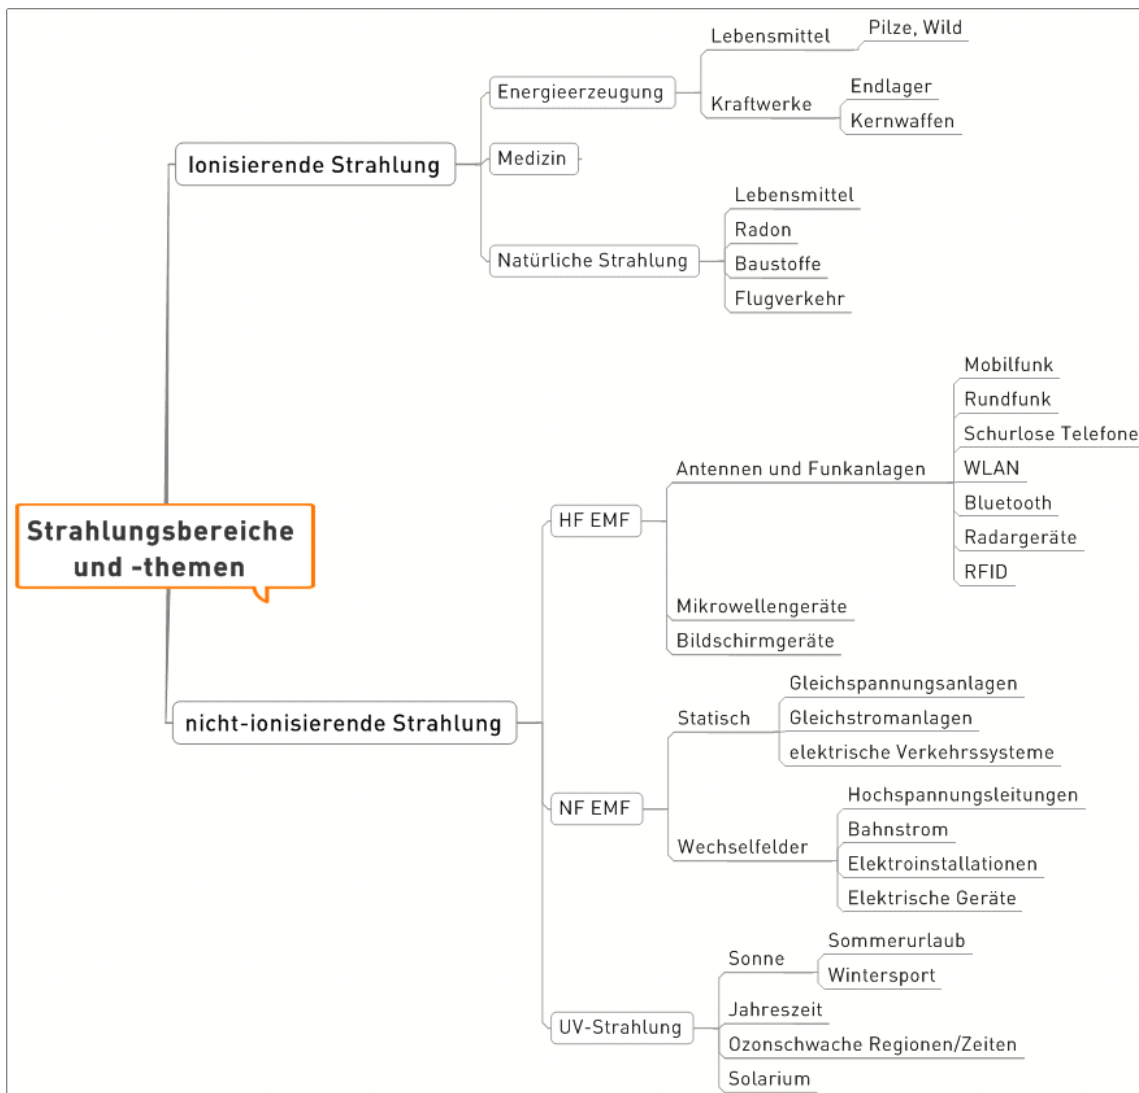 Strahlungsbereiche
und -themen
Ionisierende Strahlung
Energieerzeugung
Lebensmittel
Pilze, Wild
Kraftwerke
Endlager
Kernwaffen
Medizin
Natürliche Strahlung
Lebensmittel
Radon
Baustoffe
Flugverkehr
nicht-ionisierende Strahlung
HF EMF
Antennen und Funkanlagen
Mobilfunk
Rundfunk
Schurlose Telefone
WLAN
Bluetooth
Radargeräte
RFID
Mikrowellengeräte
Bildschirmgeräte
NF EMF
Statisch
Gleichspannungsanlagen
Gleichstromanlagen
elektrische Verkehrssysteme
Wechselfelder
Hochspannungsleitungen
Bahnstrom
Elektroinstallationen
Elektrische Geräte
UV-Strahlung
Sonne
Sommerurlaub
Wintersport
Jahreszeit
Ozonschwache Regionen/Zeiten
Solarium